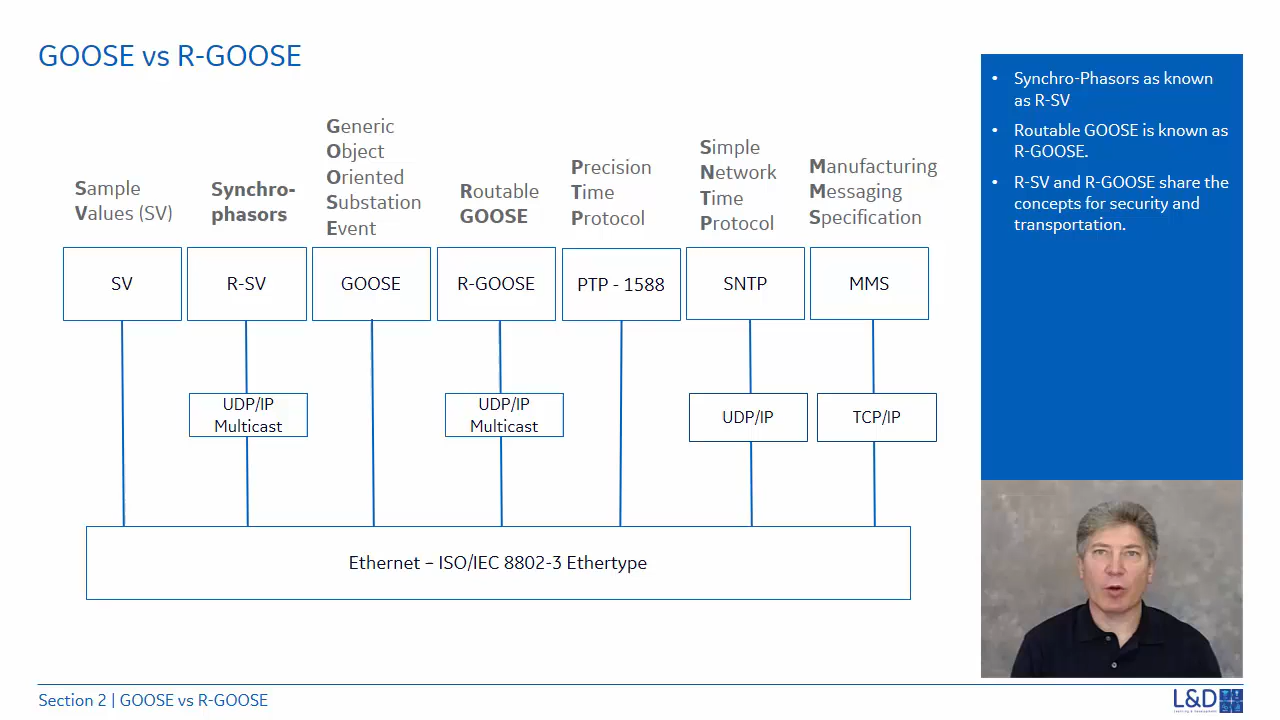 GOOSE vs R-GOOSE
Sample
Values (SV)
Synchro-
phasors
Generic
Object
Oriented
Substation
Event
Routable
GOOSE
Precision
Time
Protocol
Simple
Network
Time
Protocol
Manufacturing
Messaging
Specification
SV
R-SV
GOOSE
R-GOOSE
PTP - 1588
SNTP
MMS
UDP/IP
Multicast
UDP/IP
Multicast
UDP/IP
TCP/IP
Ethernet – ISO/IEC 8802-3 Ethertype
• Synchro-Phasors as known
as R-SV
• Routable GOOSE is known as
R-GOOSE.
• R-SV and R-GOOSE share the
concepts for security and
transportation.
Section 2 | GOOSE vs R-GOOSE
L&D
Learning & Development